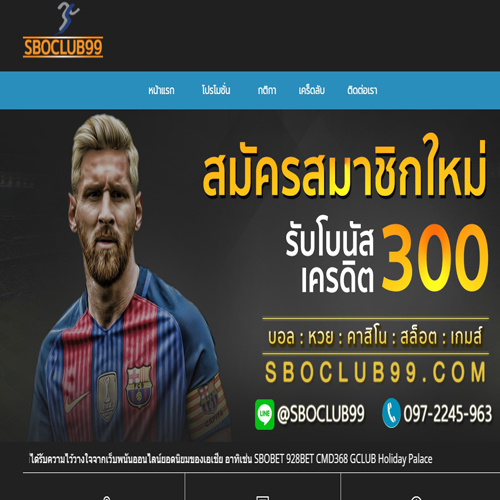 SBOCLUB99
หน้าแรก โปรโมชั่น กติกา เคร็ดลับ ติดต่อเรา
สมัครสมาชิกใหม่
รับโบนัส
เครดิต
300
บอล : หวย : คาสิโน : สล็อต : เกมส์
SBOCLUB99.COM
LINE @SBOCLUB99 097-2245-963
ได้รับความไว้วางใจจากเว็บพนันออนไลน์ยอดนิยมของเอเชีย อาทิเช่น SBOBET 928BET CMD368 GCLUB Holiday Palace